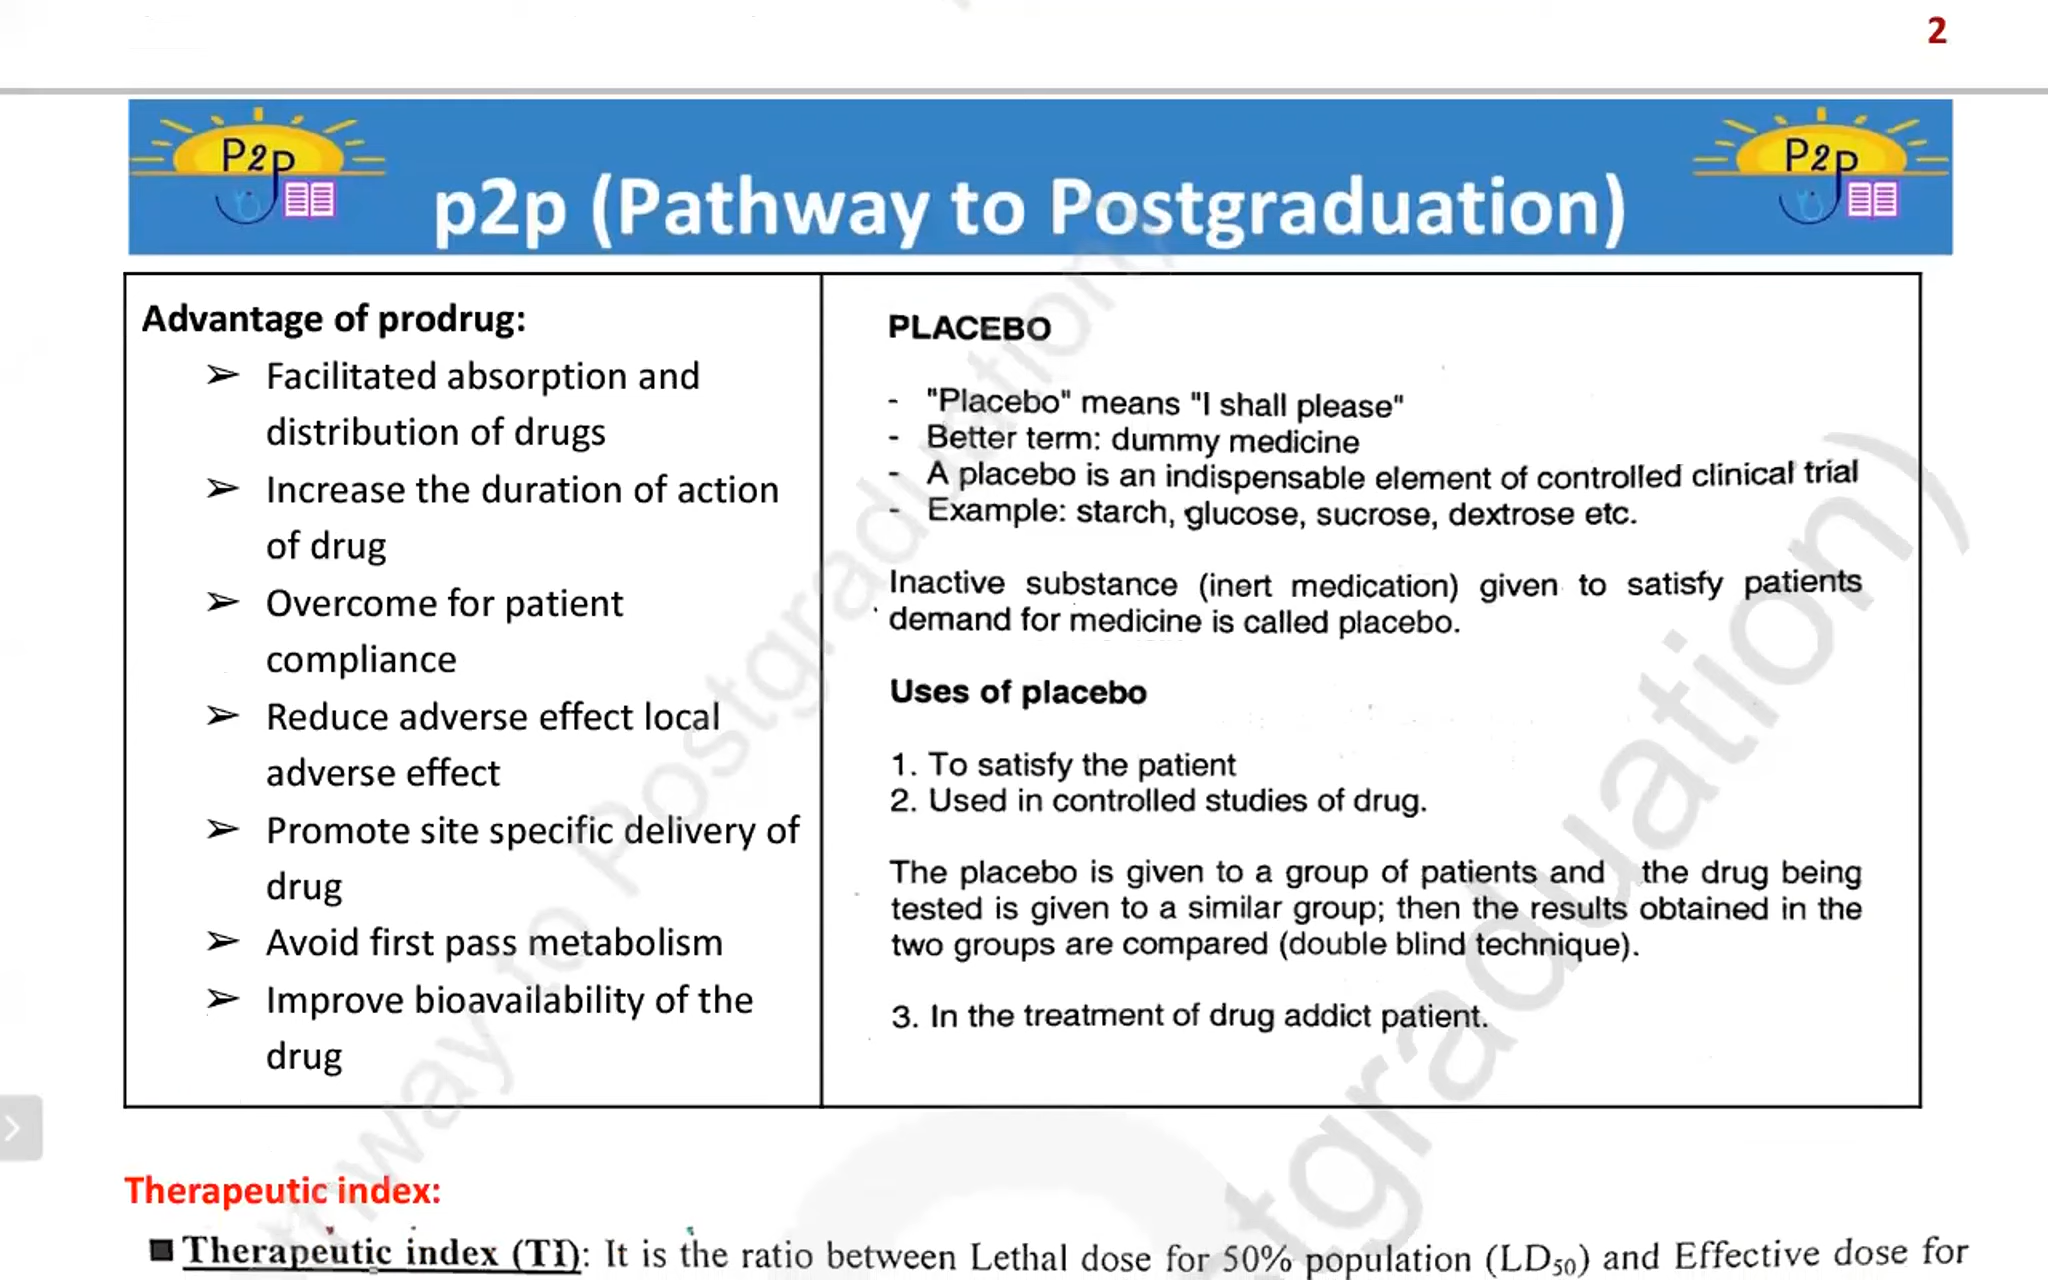 2
P2p
p2p (Pathway to Postgraduation)
P2p
Advantage of prodrug:
➢ Facilitated absorption and
distribution of drugs
➢ Increase the duration of action
of drug
➢ Overcome for patient
compliance
➢ Reduce adverse effect local
adverse effect
➢ Promote site specific delivery of
drug
➢ Avoid first pass metabolism
➢ Improve bioavailability of the
drug
PLACEBO
- "Placebo" means "I shall please"
- Better term: dummy medicine
- A placebo is an indispensable element of controlled clinical trial
- Example: starch, glucose, sucrose, dextrose etc.
Inactive substance (inert medication) given to satisfy patients
demand for medicine is called placebo.
Uses of placebo
1. To satisfy the patient
2. Used in controlled studies of drug.
The placebo is given to a group of patients and the drug being
tested is given to a similar group; then the results obtained in the
two groups are compared (double blind technique).
3. In the treatment of drug addict patient.
Therapeutic index:
■ Therapeutic index (TI): It is the ratio between Lethal dose for 50% population (LD50) and Effective dose for
way to Postgraduation)
tgraduation)